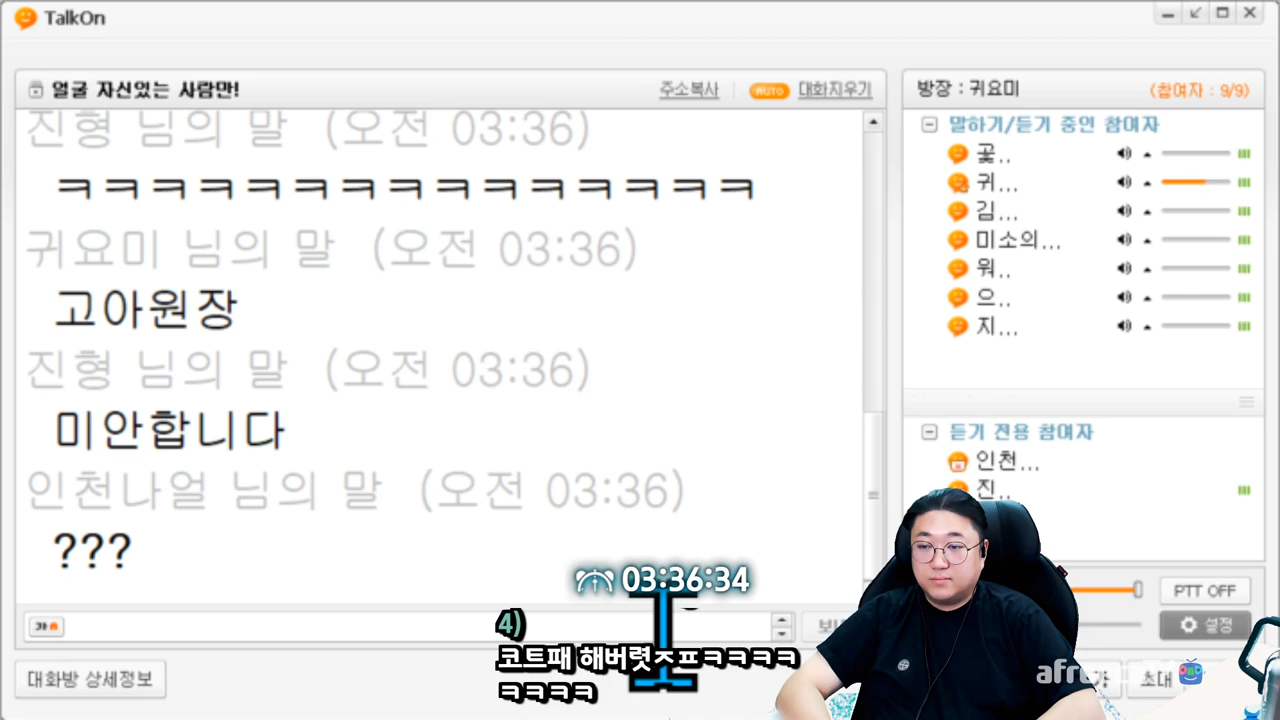 TalkOn
얼굴 자신있는 사람만!
주소복사
AUTO
대화지우기
진형 님의 말 (오전 03:36)
ㅋㅋㅋㅋㅋㅋㅋㅋㅋㅋㅋㅋㅋㅋㅋ
귀요미 님의 말 (오전 03:36)
고아원장
진형 님의 말 (오전 03:36)
미안합니다
인천나얼 님의 말 (오전 03:36)
???
방장 : 귀요미
(참여자 : 9/9)
말하기/듣기 중인 참여자
꽃..
귀...
김...
미소의...
워..
으..
지...
듣기 전용 참여자
인천...
진..
03:36:34
4)
코트패 해버렷ㅈㅍㅋㅋㅋㅋ
ㅋㅋㅋㅋ
PTT OFF
설정
대화방 상세정보
초대